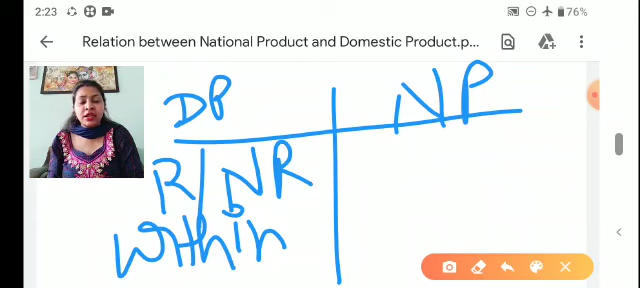 2:23
76%
Relation between National Product and Domestic Product.p...
DP NP
R/NR
within